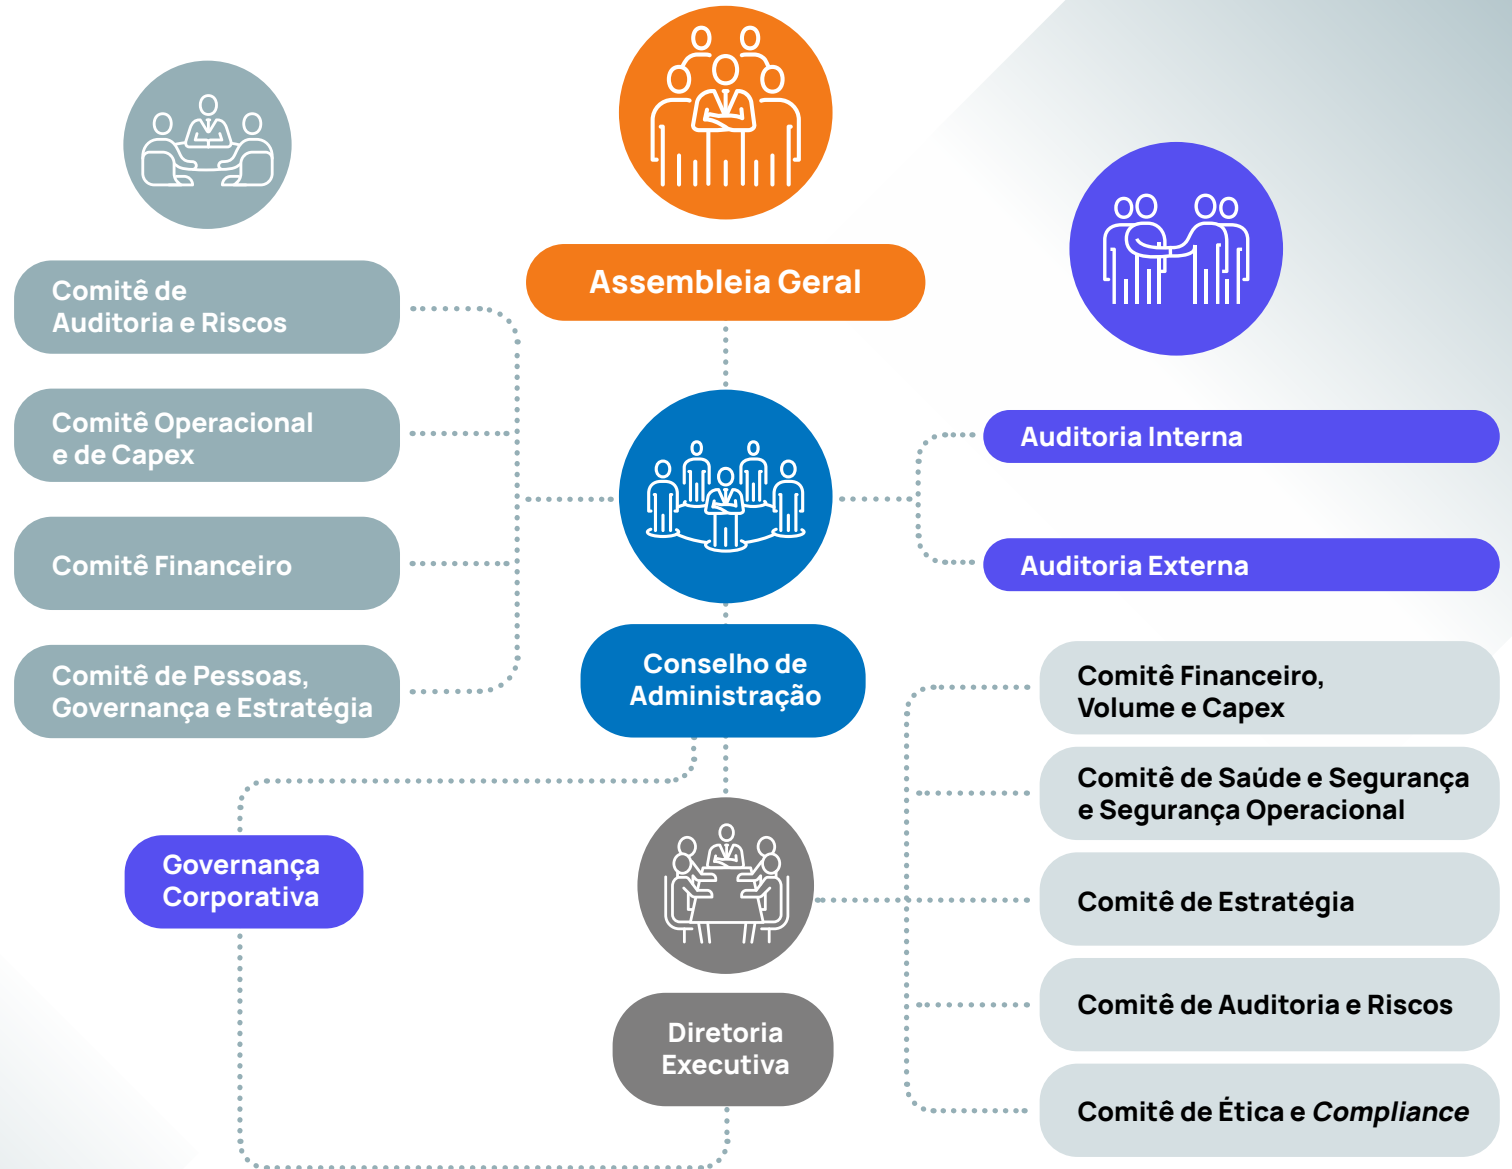 Assembleia Geral
Comitê de
Auditoria e Riscos
Comitê Operacional
e de Capex
Comitê Financeiro
Comitê de Pessoas,
Governança e Estratégia
Auditoria Interna
Auditoria Externa
Conselho de
Administração
Governança
Corporativa
Diretoria
Executiva
Comitê Financeiro,
Volume e Capex
Comitê de Saúde e Segurança
e Segurança Operacional
Comitê de Estratégia
Comitê de Auditoria e Riscos
Comitê de Ética e Compliance